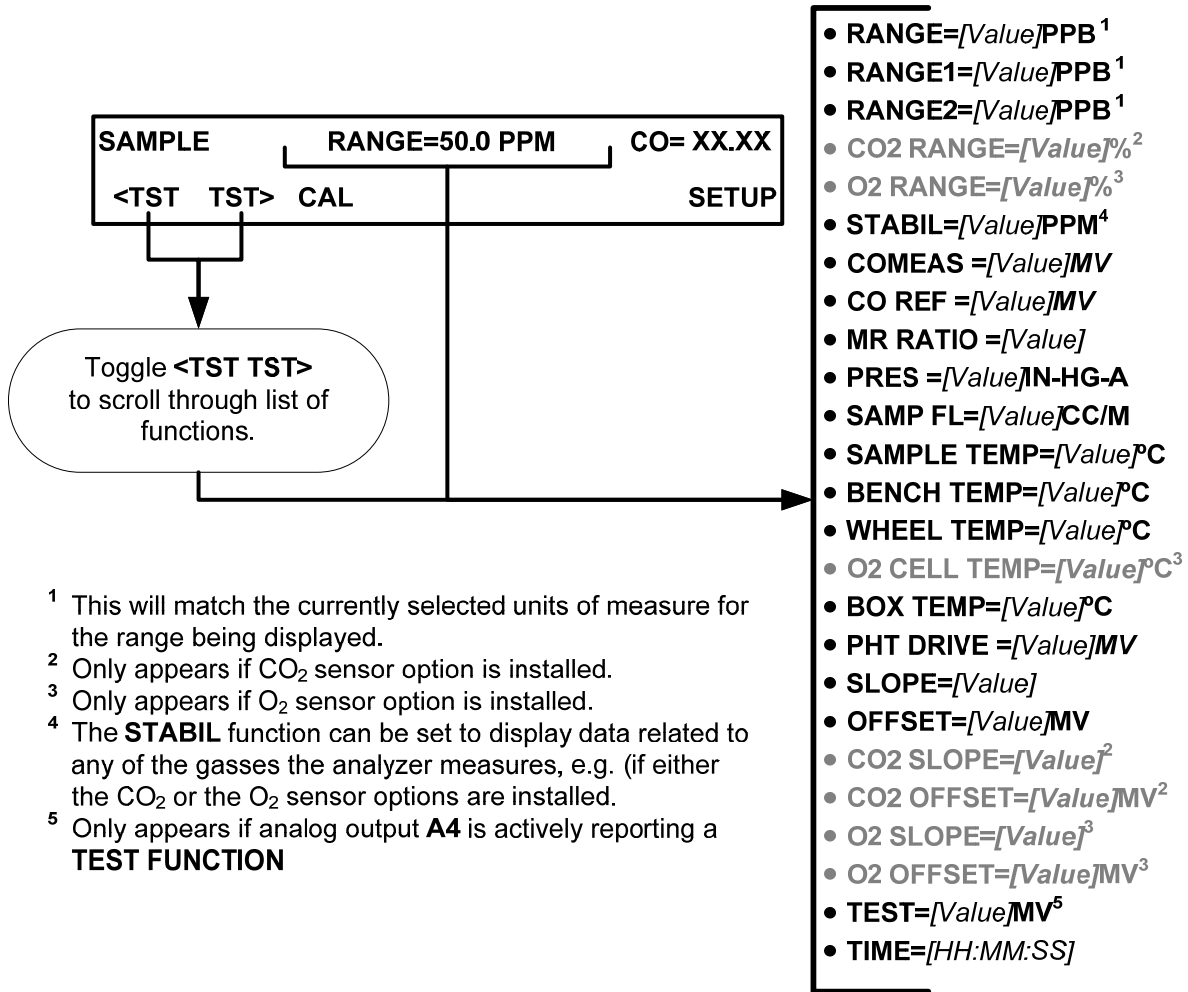 SAMPLE RANGE=50.0 PPM CO= XX.XX
<TST TST> CAL SETUP
Toggle <TST TST>
to scroll through list of
functions.
• RANGE=[Value]PPB¹
• RANGE1=[Value]PPB¹
• RANGE2=[Value]PPB¹
• CO2 RANGE=[Value]%²
• O2 RANGE=[Value]%³
• STABIL=[Value]PPM⁴
• COMEAS =[Value]MV
• CO REF =[Value]MV
• MR RATIO =[Value]
• PRES =[Value]IN-HG-A
• SAMP FL=[Value]CC/M
• SAMPLE TEMP=[Value]ºC
• BENCH TEMP=[Value]ºC
• WHEEL TEMP=[Value]ºC
• O2 CELL TEMP=[Value]ºC³
• BOX TEMP=[Value]ºC
• PHT DRIVE =[Value]MV
• SLOPE=[Value]
• OFFSET=[Value]MV
• CO2 SLOPE=[Value]²
• CO2 OFFSET=[Value]MV²
• O2 SLOPE=[Value]³
• O2 OFFSET=[Value]MV³
• TEST=[Value]MV⁵
• TIME=[HH:MM:SS]
¹ This will match the currently selected units of measure for
the range being displayed.
² Only appears if CO₂ sensor option is installed.
³ Only appears if O₂ sensor option is installed.
⁴ The STABIL function can be set to display data related to
any of the gasses the analyzer measures, e.g. (if either
the CO₂ or the O₂ sensor options are installed.
⁵ Only appears if analog output A4 is actively reporting a
TEST FUNCTION